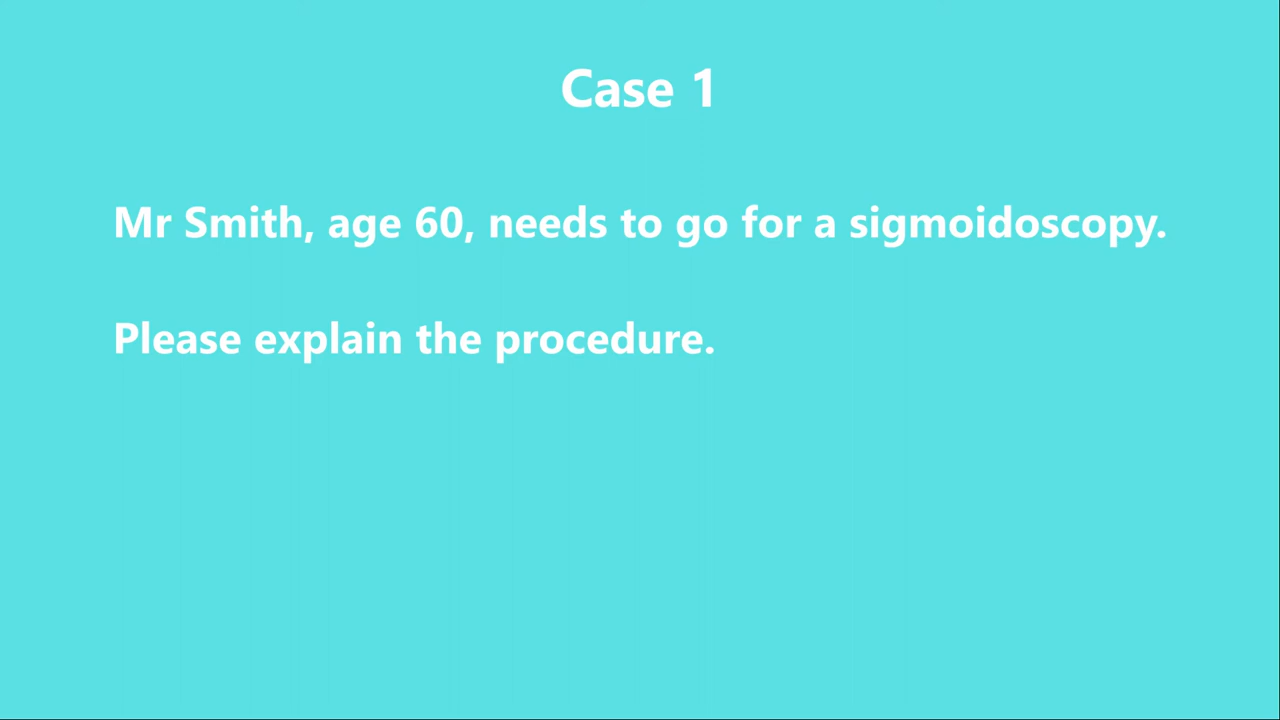 Case 1
Mr Smith, age 60, needs to go for a sigmoidoscopy.
Please explain the procedure.